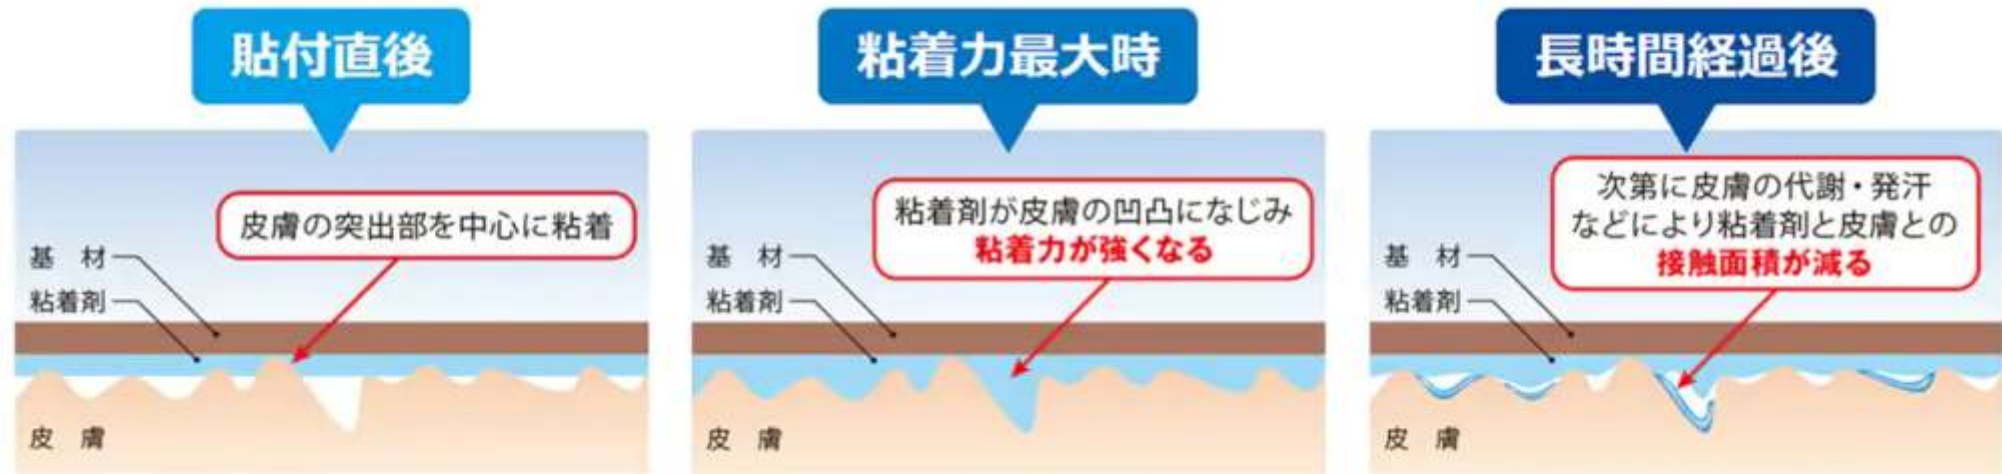 貼付直後
皮膚の突出部を中心に粘着
基 材
粘着剤
皮 膚
粘着力最大時
粘着剤が皮膚の凹凸になじみ
粘着力が強くなる
基 材
粘着剤
皮 膚
長時間経過後
次第に皮膚の代謝・発汗
などにより粘着剤と皮膚との
接触面積が減る
基 材
粘着剤
皮 膚